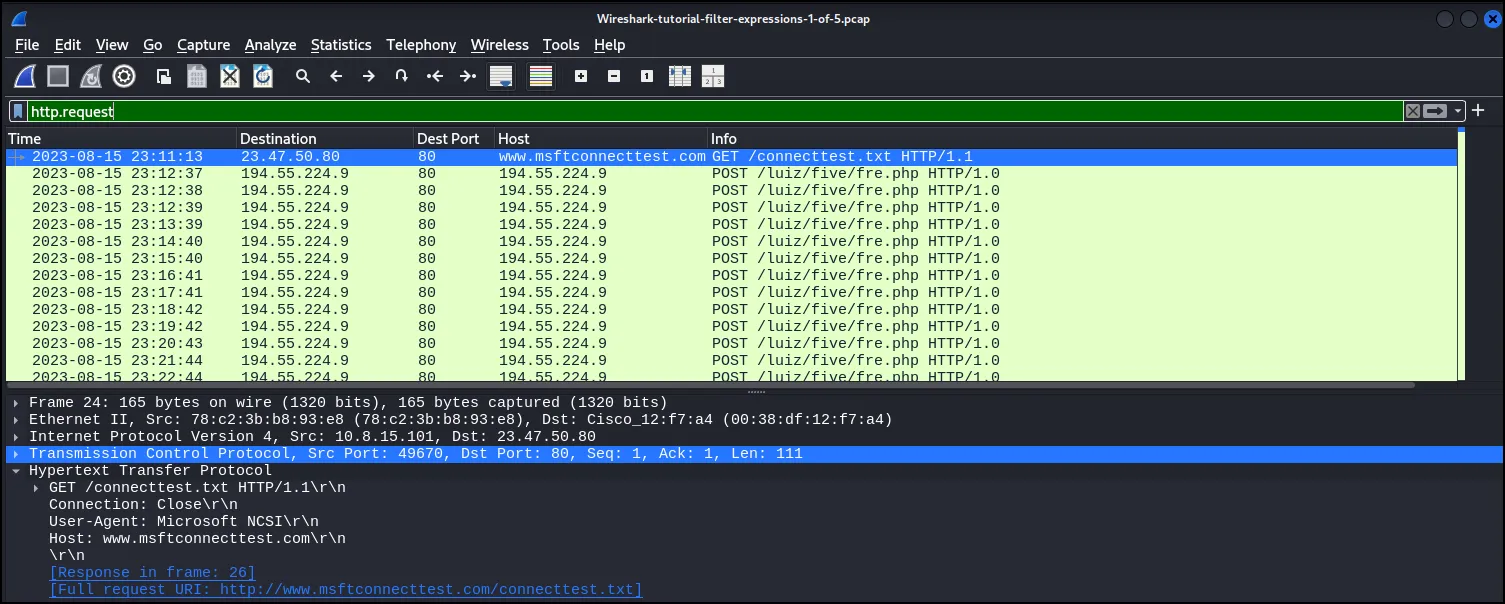 Wireshark-tutorial-filter-expressions-1-of-5.pcap
File Edit View Go Capture Analyze Statistics Telephony Wireless Tools Help
http.request
Time Destination Dest Port Host Info
2023-08-15 23:11:13 23.47.50.80 80 www.msftconnecttest.com GET /connecttest.txt HTTP/1.1
2023-08-15 23:12:37 194.55.224.9 80 194.55.224.9 POST /luiz/five/fre.php HTTP/1.0
2023-08-15 23:12:38 194.55.224.9 80 194.55.224.9 POST /luiz/five/fre.php HTTP/1.0
2023-08-15 23:12:39 194.55.224.9 80 194.55.224.9 POST /luiz/five/fre.php HTTP/1.0
2023-08-15 23:13:39 194.55.224.9 80 194.55.224.9 POST /luiz/five/fre.php HTTP/1.0
2023-08-15 23:14:40 194.55.224.9 80 194.55.224.9 POST /luiz/five/fre.php HTTP/1.0
2023-08-15 23:15:40 194.55.224.9 80 194.55.224.9 POST /luiz/five/fre.php HTTP/1.0
2023-08-15 23:16:41 194.55.224.9 80 194.55.224.9 POST /luiz/five/fre.php HTTP/1.0
2023-08-15 23:17:41 194.55.224.9 80 194.55.224.9 POST /luiz/five/fre.php HTTP/1.0
2023-08-15 23:18:42 194.55.224.9 80 194.55.224.9 POST /luiz/five/fre.php HTTP/1.0
2023-08-15 23:19:42 194.55.224.9 80 194.55.224.9 POST /luiz/five/fre.php HTTP/1.0
2023-08-15 23:20:43 194.55.224.9 80 194.55.224.9 POST /luiz/five/fre.php HTTP/1.0
2023-08-15 23:21:44 194.55.224.9 80 194.55.224.9 POST /luiz/five/fre.php HTTP/1.0
2023-08-15 23:22:44 194.55.224.9 80 194.55.224.9 POST /luiz/five/fre.php HTTP/1.0
Frame 24: 165 bytes on wire (1320 bits), 165 bytes captured (1320 bits)
Ethernet II, Src: 78:c2:3b:b8:93:e8 (78:c2:3b:b8:93:e8), Dst: Cisco_12:f7:a4 (00:38:df:12:f7:a4)
Internet Protocol Version 4, Src: 10.8.15.101, Dst: 23.47.50.80
Transmission Control Protocol, Src Port: 49670, Dst Port: 80, Seq: 1, Ack: 1, Len: 111
Hypertext Transfer Protocol
GET /connecttest.txt HTTP/1.1\r\n
Connection: Close\r\n
User-Agent: Microsoft NCSI\r\n
Host: www.msftconnecttest.com\r\n
\r\n
[Response in frame: 26]
[Full request URI: http://www.msftconnecttest.com/connecttest.txt]